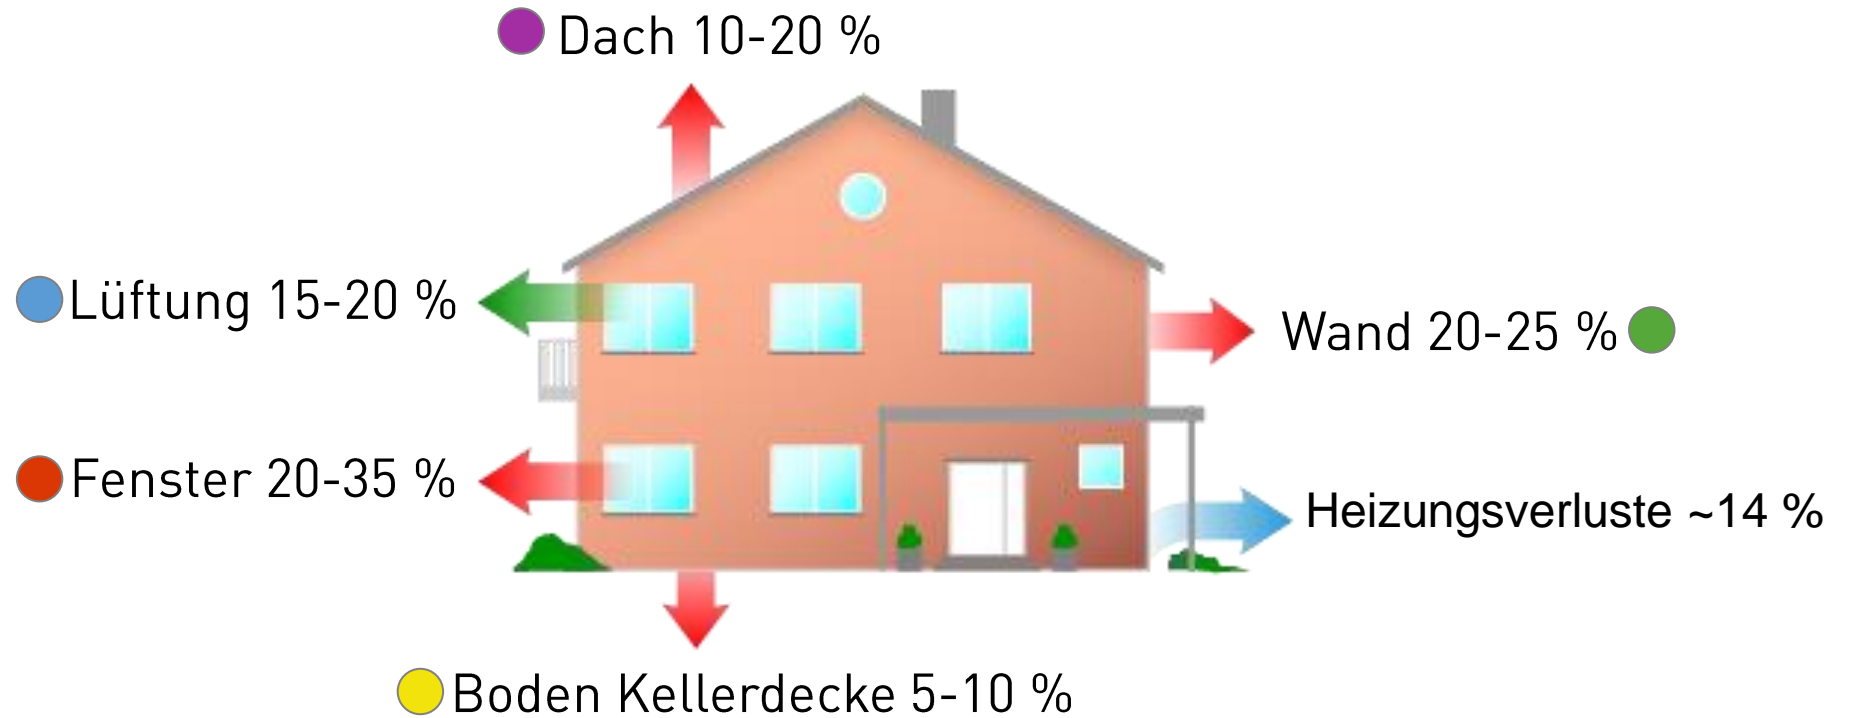 Dach 10-20 %
Lüftung 15-20 %
Wand 20-25 %
Fenster 20-35 %
Heizungsverluste ~14 %
Boden Kellerdecke 5-10 %